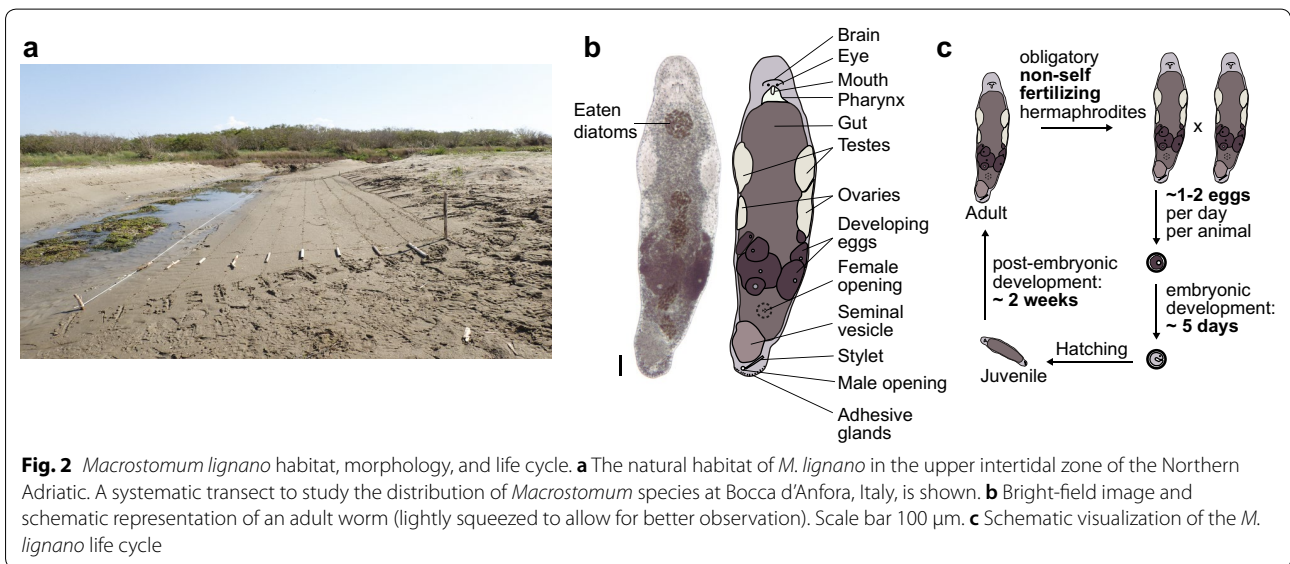 a
b
Eaten
diatoms
Brain
Eye
Mouth
Pharynx
Gut
Testes
Ovaries
Developing
eggs
Female
opening
Seminal
vesicle
Stylet
Male opening
Adhesive
glands
c
obligatory
non-self
fertilizing
hermaphrodites
x
Adult
~1-2 eggs
per day
per animal
post-embryonic
development:
~ 2 weeks
embryonic
development:
~ 5 days
Hatching
Juvenile
Fig. 2 Macrostomum lignano habitat, morphology, and life cycle. a The natural habitat of M. lignano in the upper intertidal zone of the Northern
Adriatic. A systematic transect to study the distribution of Macrostomum species at Bocca d'Anfora, Italy, is shown. b Bright-field image and
schematic representation of an adult worm (lightly squeezed to allow for better observation). Scale bar 100 µm. c Schematic visualization of the M.
lignano life cycle